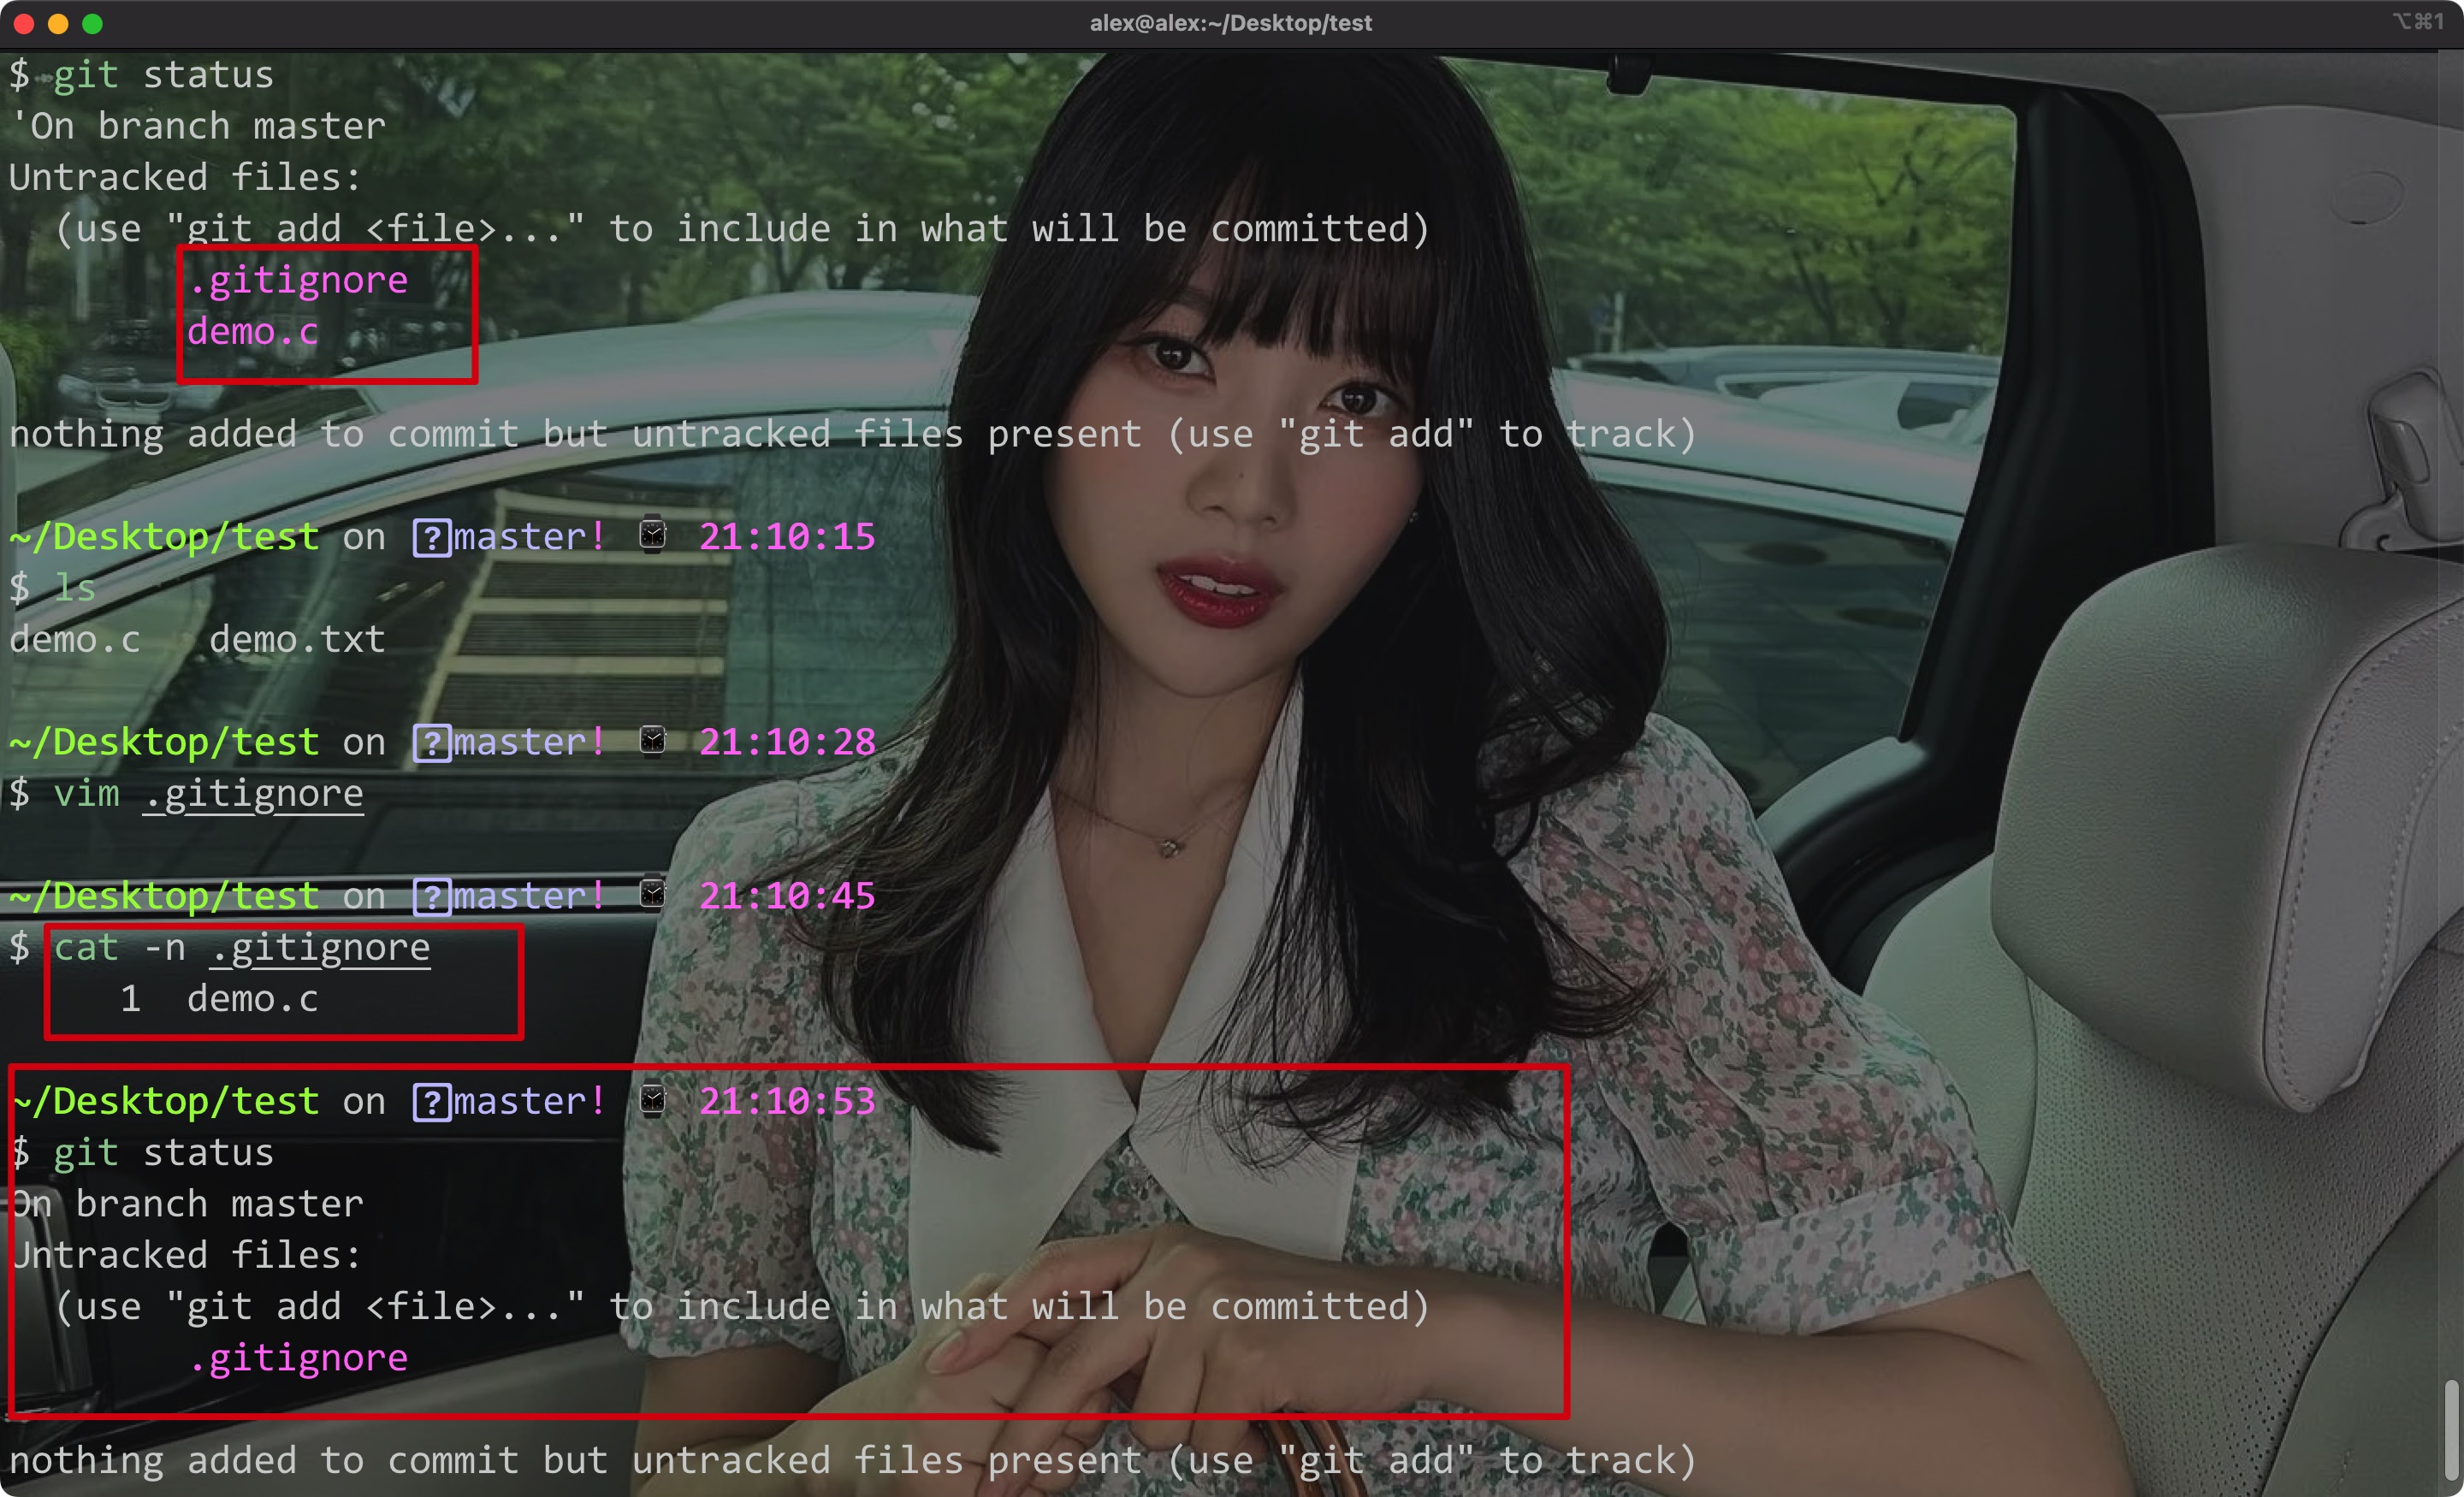 alex@alex:~/Desktop/test
⌥⌘1
$ git status
'On branch master
Untracked files:
  (use "git add <file>..." to include in what will be committed)
        .gitignore
        demo.c
nothing added to commit but untracked files present (use "git add" to track)
~/Desktop/test on ?master! ⌚ 21:10:15
$ ls
demo.c   demo.txt
~/Desktop/test on ?master! ⌚ 21:10:28
$ vim .gitignore
~/Desktop/test on ?master! ⌚ 21:10:45
$ cat -n .gitignore
     1  demo.c
~/Desktop/test on ?master! ⌚ 21:10:53
$ git status
On branch master
Untracked files:
  (use "git add <file>..." to include in what will be committed)
        .gitignore
nothing added to commit but untracked files present (use "git add" to track)